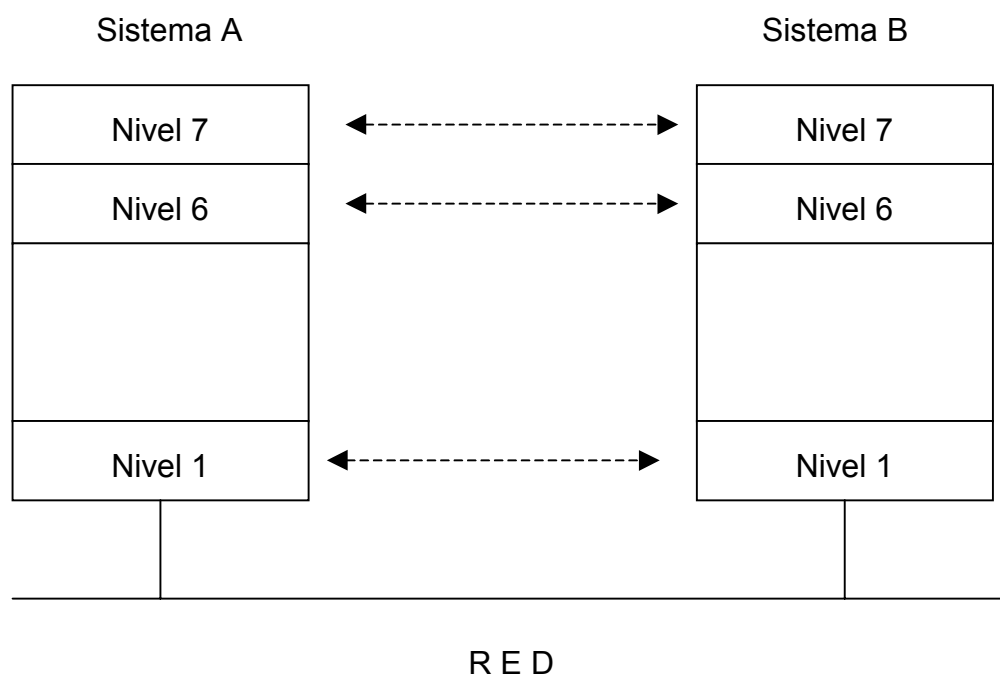 Sistema A Sistema B
Nivel 7 Nivel 7
Nivel 6 Nivel 6
Nivel 1 Nivel 1
R E D